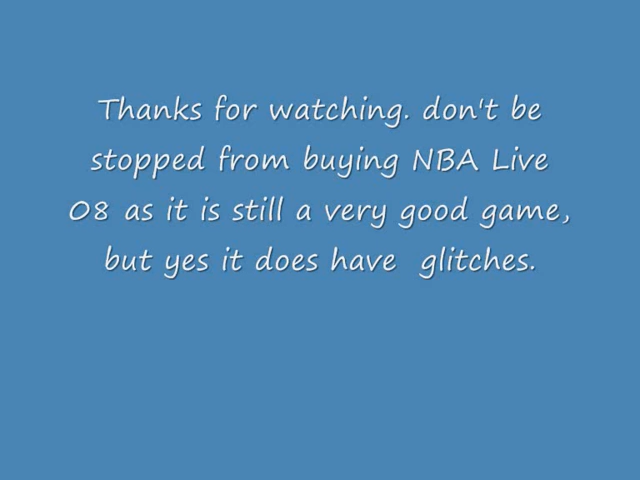 Thanks for watching. don't be
stopped from buying NBA Live
08 as it is still a very good game,
but yes it does have  glitches.